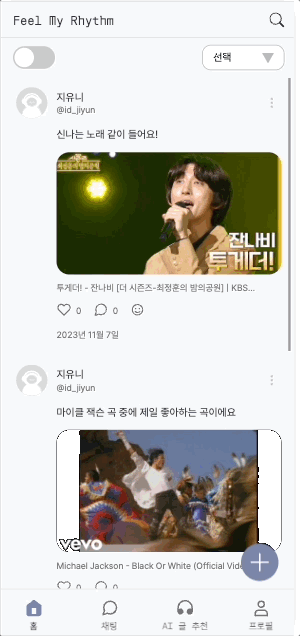 Feel My Rhythm
선택
지유니
@id_jiyun
신나는 노래 같이 들어요!
잔나비
투게더!
투게더! - 잔나비 [더 시즌즈-최정훈의 밤의공원] | KBS...
0 0
2023년 11월 7일
지유니
@id_jiyun
마이클 잭슨 곡 중에 제일 좋아하는 곡이에요
vevo
Michael Jackson - Black Or White (Official Vide
0 0
홈 채팅 AI 글 추천 프로필